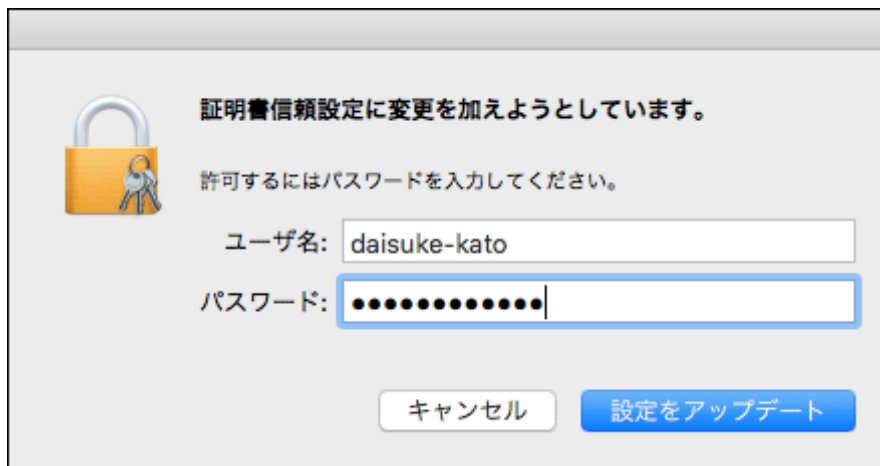 証明書信頼設定に変更を加えようとしています。
許可するにはパスワードを入力してください。
ユーザ名: daisuke-kato
パスワード: ●●●●●●●●●●●●
キャンセル 設定をアップデート